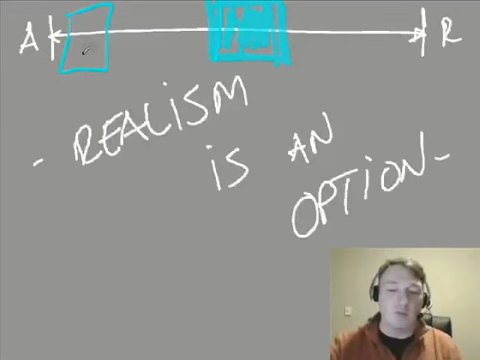 A R
- REALISM
is AN
OPTION -